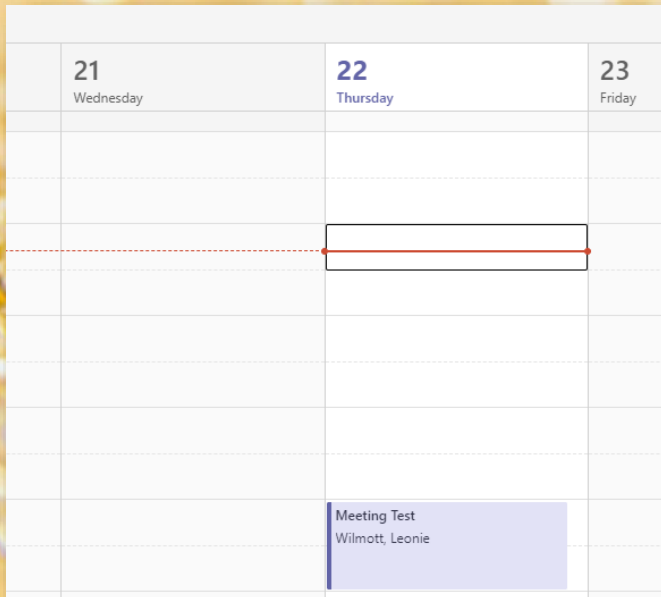 21
Wednesday
22
Thursday
23
Friday
Meeting Test
Wilmott, Leonie